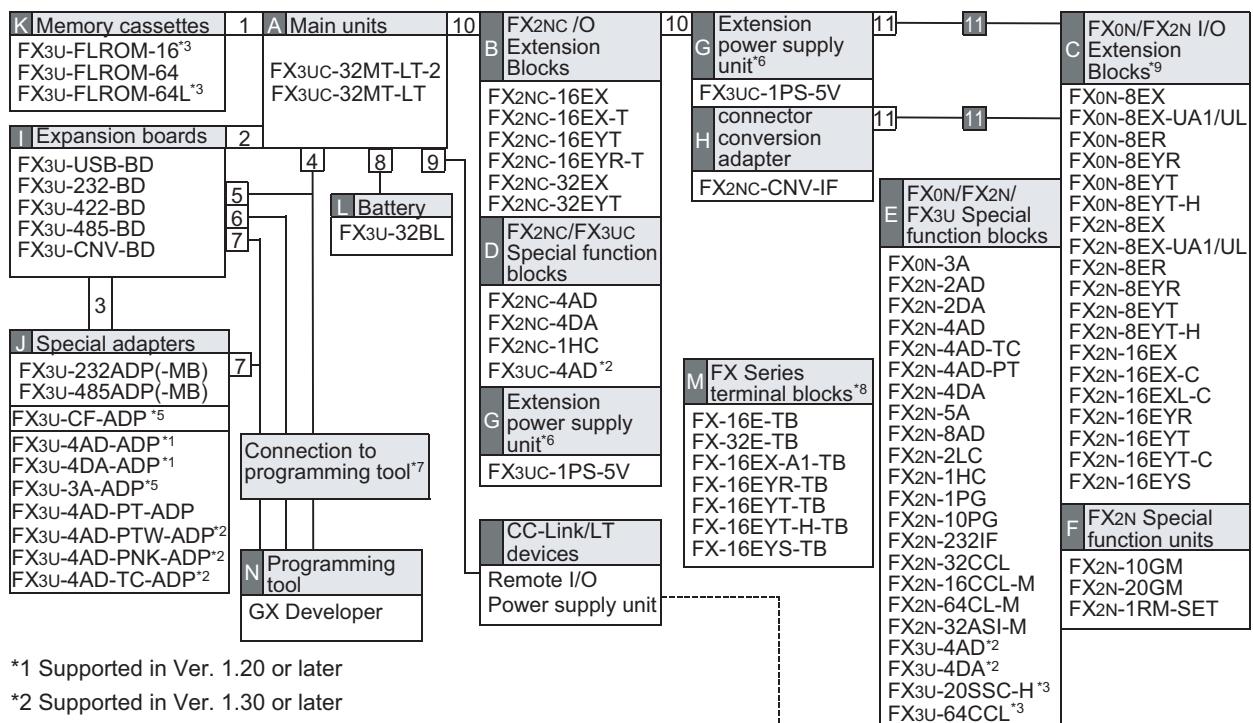 K Memory cassettes
FX3U-FLROM-16*3
FX3U-FLROM-64
FX3U-FLROM-64L*3
1
A Main units
FX3UC-32MT-LT-2
FX3UC-32MT-LT
10
B FX2NC /O
Extension
Blocks
FX2NC-16EX
FX2NC-16EX-T
FX2NC-16EYT
FX2NC-16EYR-T
FX2NC-32EX
FX2NC-32EYT
D FX2NC/FX3UC
Special function
blocks
FX2NC-4AD
FX2NC-4DA
FX2NC-1HC
FX3UC-4AD*2
G Extension
power supply
unit*6
FX3UC-1PS-5V
10
G Extension
power supply
unit*6
FX3UC-1PS-5V
H connector
conversion
adapter
FX2NC-CNV-IF
11
11
11
11
C FX0N/FX2N I/O
Extension
Blocks*9
FX0N-8EX
FX0N-8EX-UA1/UL
FX0N-8ER
FX0N-8EYR
FX0N-8EYT
FX0N-8EYT-H
FX2N-8EX
FX2N-8EX-UA1/UL
FX2N-8ER
FX2N-8EYR
FX2N-8EYT
FX2N-8EYT-H
FX2N-16EX
FX2N-16EX-C
FX2N-16EXL-C
FX2N-16EYR
FX2N-16EYT
FX2N-16EYT-C
FX2N-16EYS
F FX2N Special
function units
FX2N-10GM
FX2N-20GM
FX2N-1RM-SET
E FX0N/FX2N/
FX3U Special
function blocks
FX0N-3A
FX2N-2AD
FX2N-2DA
FX2N-4AD
FX2N-4AD-TC
FX2N-4AD-PT
FX2N-4DA
FX2N-5A
FX2N-8AD
FX2N-2LC
FX2N-1HC
FX2N-1PG
FX2N-10PG
FX2N-232IF
FX2N-32CCL
FX2N-16CCL-M
FX2N-64CL-M
FX2N-32ASI-M
FX3U-4AD*2
FX3U-4DA*2
FX3U-20SSC-H*3
FX3U-64CCL*3
I Expansion boards
FX3U-USB-BD
FX3U-232-BD
FX3U-422-BD
FX3U-485-BD
FX3U-CNV-BD
2
4
8
9
5
6
7
L Battery
FX3U-32BL
3
J Special adapters
FX3U-232ADP(-MB)
FX3U-485ADP(-MB)
FX3U-CF-ADP *5
FX3U-4AD-ADP*1
FX3U-4DA-ADP*1
FX3U-3A-ADP*5
FX3U-4AD-PT-ADP
FX3U-4AD-PTW-ADP*2
FX3U-4AD-PNK-ADP*2
FX3U-4AD-TC-ADP*2
7
Connection to
programming tool*7
N Programming
tool
GX Developer
CC-Link/LT
devices
Remote I/O
Power supply unit
M FX Series
terminal blocks*8
FX-16E-TB
FX-32E-TB
FX-16EX-A1-TB
FX-16EYR-TB
FX-16EYT-TB
FX-16EYT-H-TB
FX-16EYS-TB
*1 Supported in Ver. 1.20 or later
*2 Supported in Ver. 1.30 or later